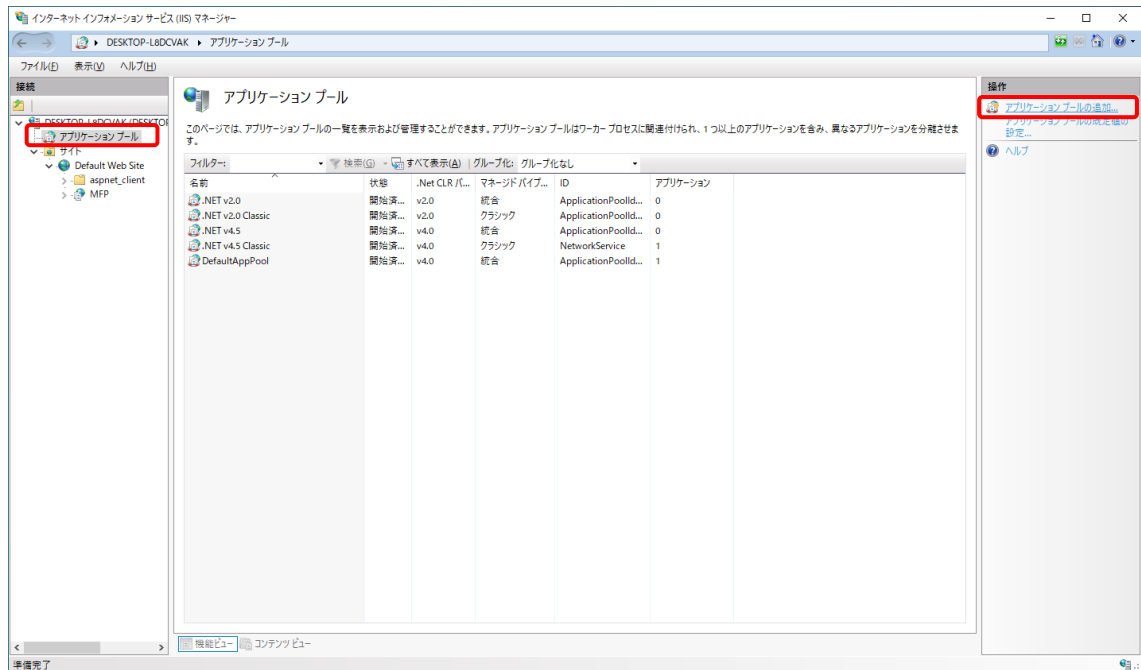 インターネット インフォメーション サービス (IIS) マネージャー
DESKTOP-L8DCVAK
アプリケーション プール
ファイル(F) 表示(V) ヘルプ(H)
接続
DESKTOP-L8DCVAK (DESKTOP
アプリケーション プール
サイト
Default Web Site
aspnet_client
MFP
アプリケーション プール
このページでは、アプリケーション プールの一覧を表示および管理することができます。アプリケーション プールはワーカー プロセスに関連付けられ、1 つ以上のアプリケーションを含み、異なるアプリケーションを分離させま
す。
フィルター: 検索(G) すべて表示(A) グループ化: グループ化なし
名前 状態 .Net CLR バ... マネージド パイプ... ID アプリケーション
.NET v2.0 開始済... v2.0 統合 ApplicationPoolId... 0
.NET v2.0 Classic 開始済... v2.0 クラシック ApplicationPoolId... 0
.NET v4.5 開始済... v4.0 統合 ApplicationPoolId... 0
.NET v4.5 Classic 開始済... v4.0 クラシック NetworkService 1
DefaultAppPool 開始済... v4.0 統合 ApplicationPoolId... 1
機能ビュー コンテンツ ビュー
操作
アプリケーション プールの追加...
アプリケーション プールの既定値の
設定...
ヘルプ
準備完了